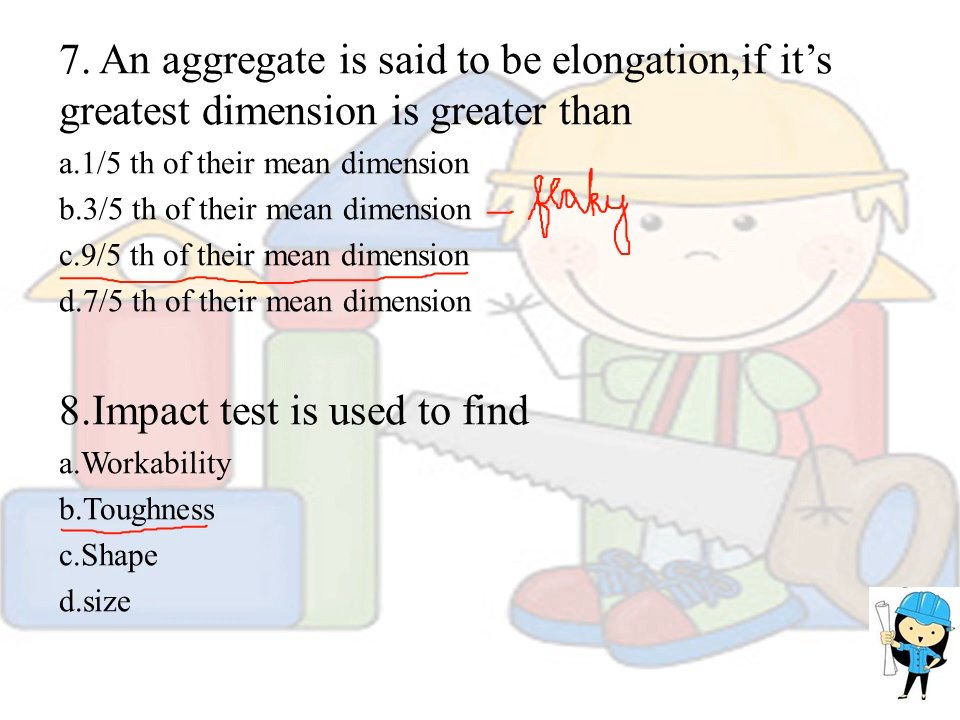 7. An aggregate is said to be elongation,if it’s
greatest dimension is greater than
a.1/5 th of their mean dimension
b.3/5 th of their mean dimension – flaky
c.9/5 th of their mean dimension
d.7/5 th of their mean dimension
8.Impact test is used to find
a.Workability
b.Toughness
c.Shape
d.size